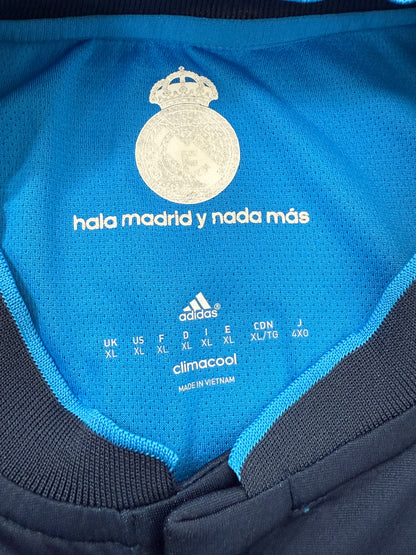 hala madrid y nada más
adidas®
UK US F D I E CDN J
XL XL XL XL XL XL XL/TG 4XO
climacool
MADE IN VIETNAM